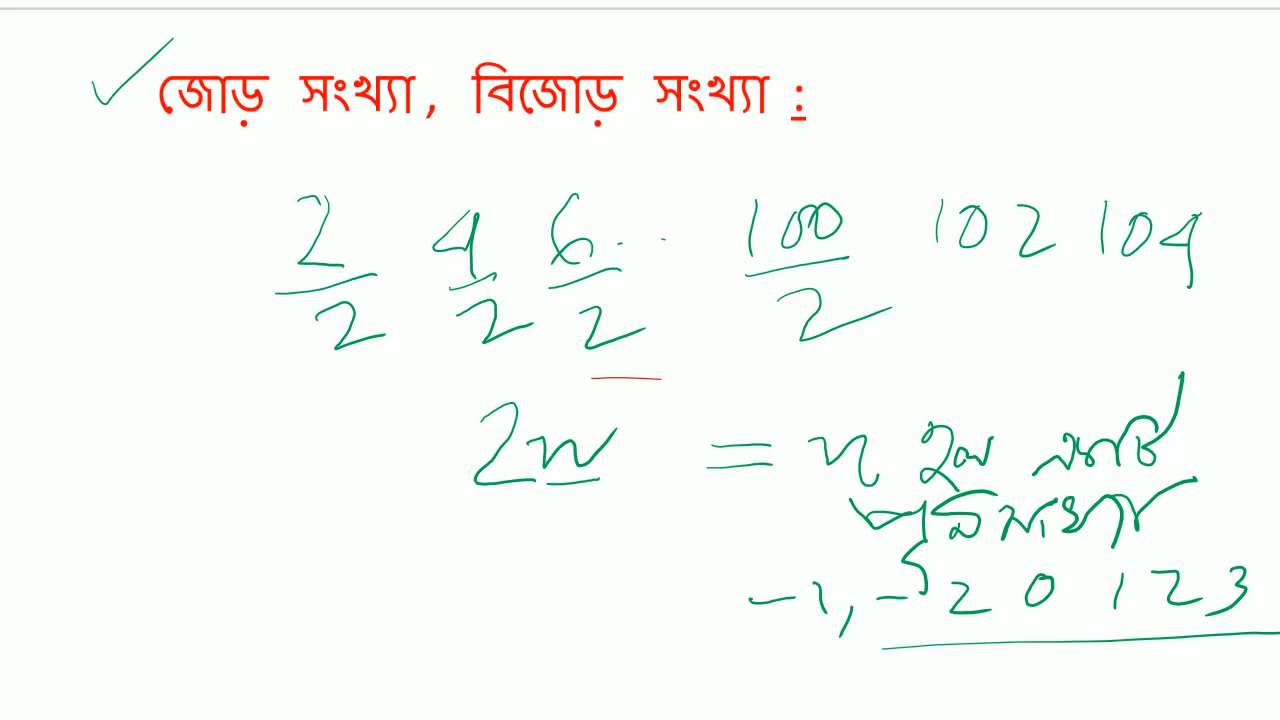 জোড় সংখ্যা, বিজোড় সংখ্যা :
2 4 6 .. 100 102 104
2 2 2 2
2n = n হল একটি
পূর্নসংখ্যা
-1, -2 0 1 2 3